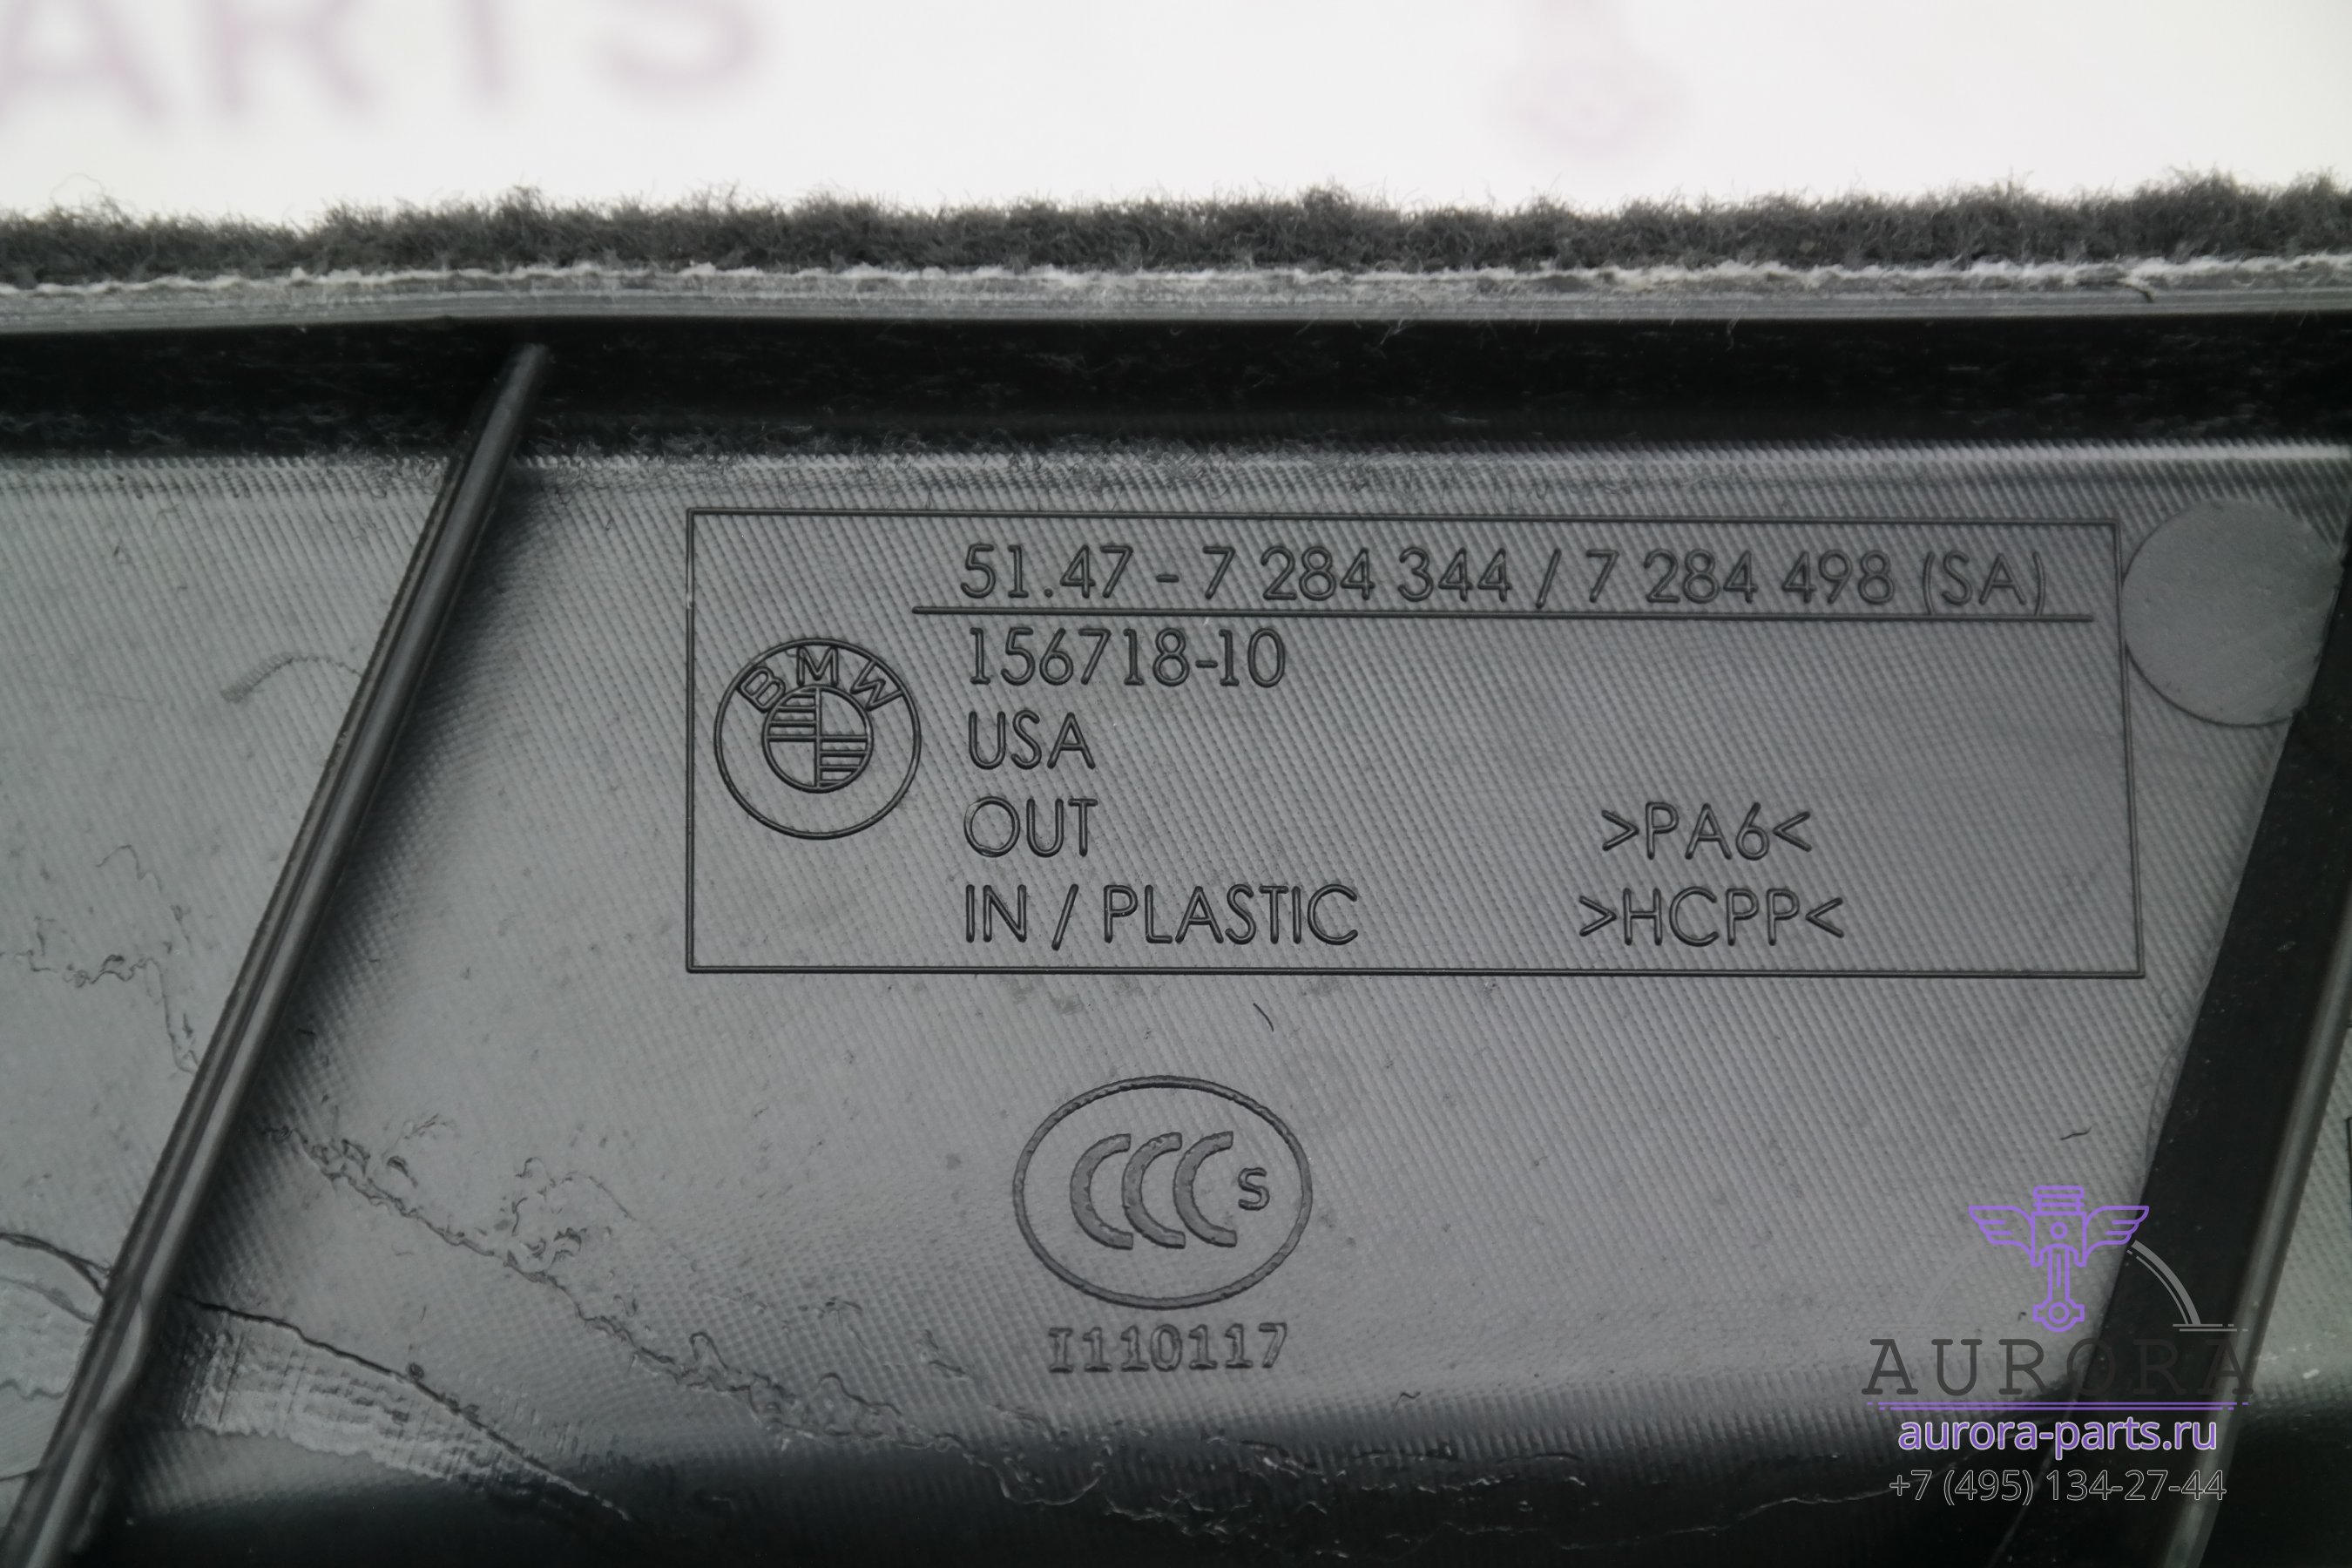 ARTS
51.47 - 7 284 344 / 7 284 498 (SA)
156718-10
BMW
USA
OUT >PA6<
IN / PLASTIC >HCPP<
CCC S
I110117
AURORA
aurora-parts.ru
+7 (495) 134-27-44